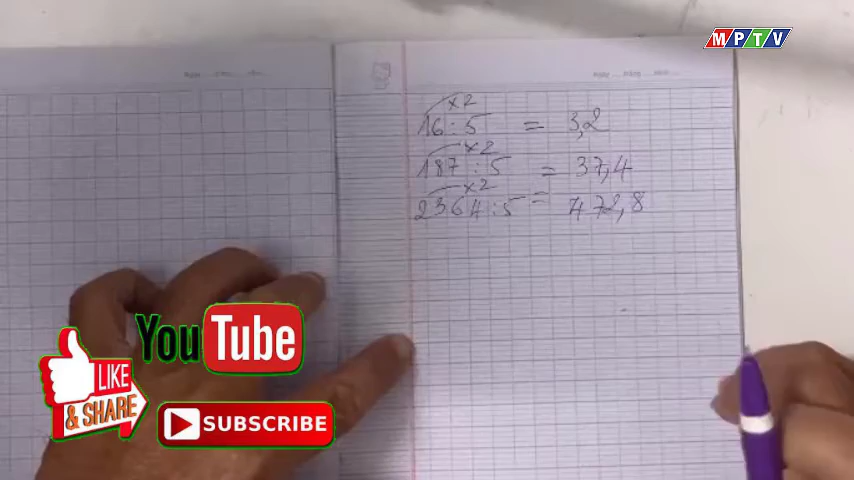 MPTV
x2
16 : 5 = 3,2
x2
187 : 5 = 37,4
x2
2364 : 5 = 472,8
YouTube
LIKE
& SHARE
SUBSCRIBE